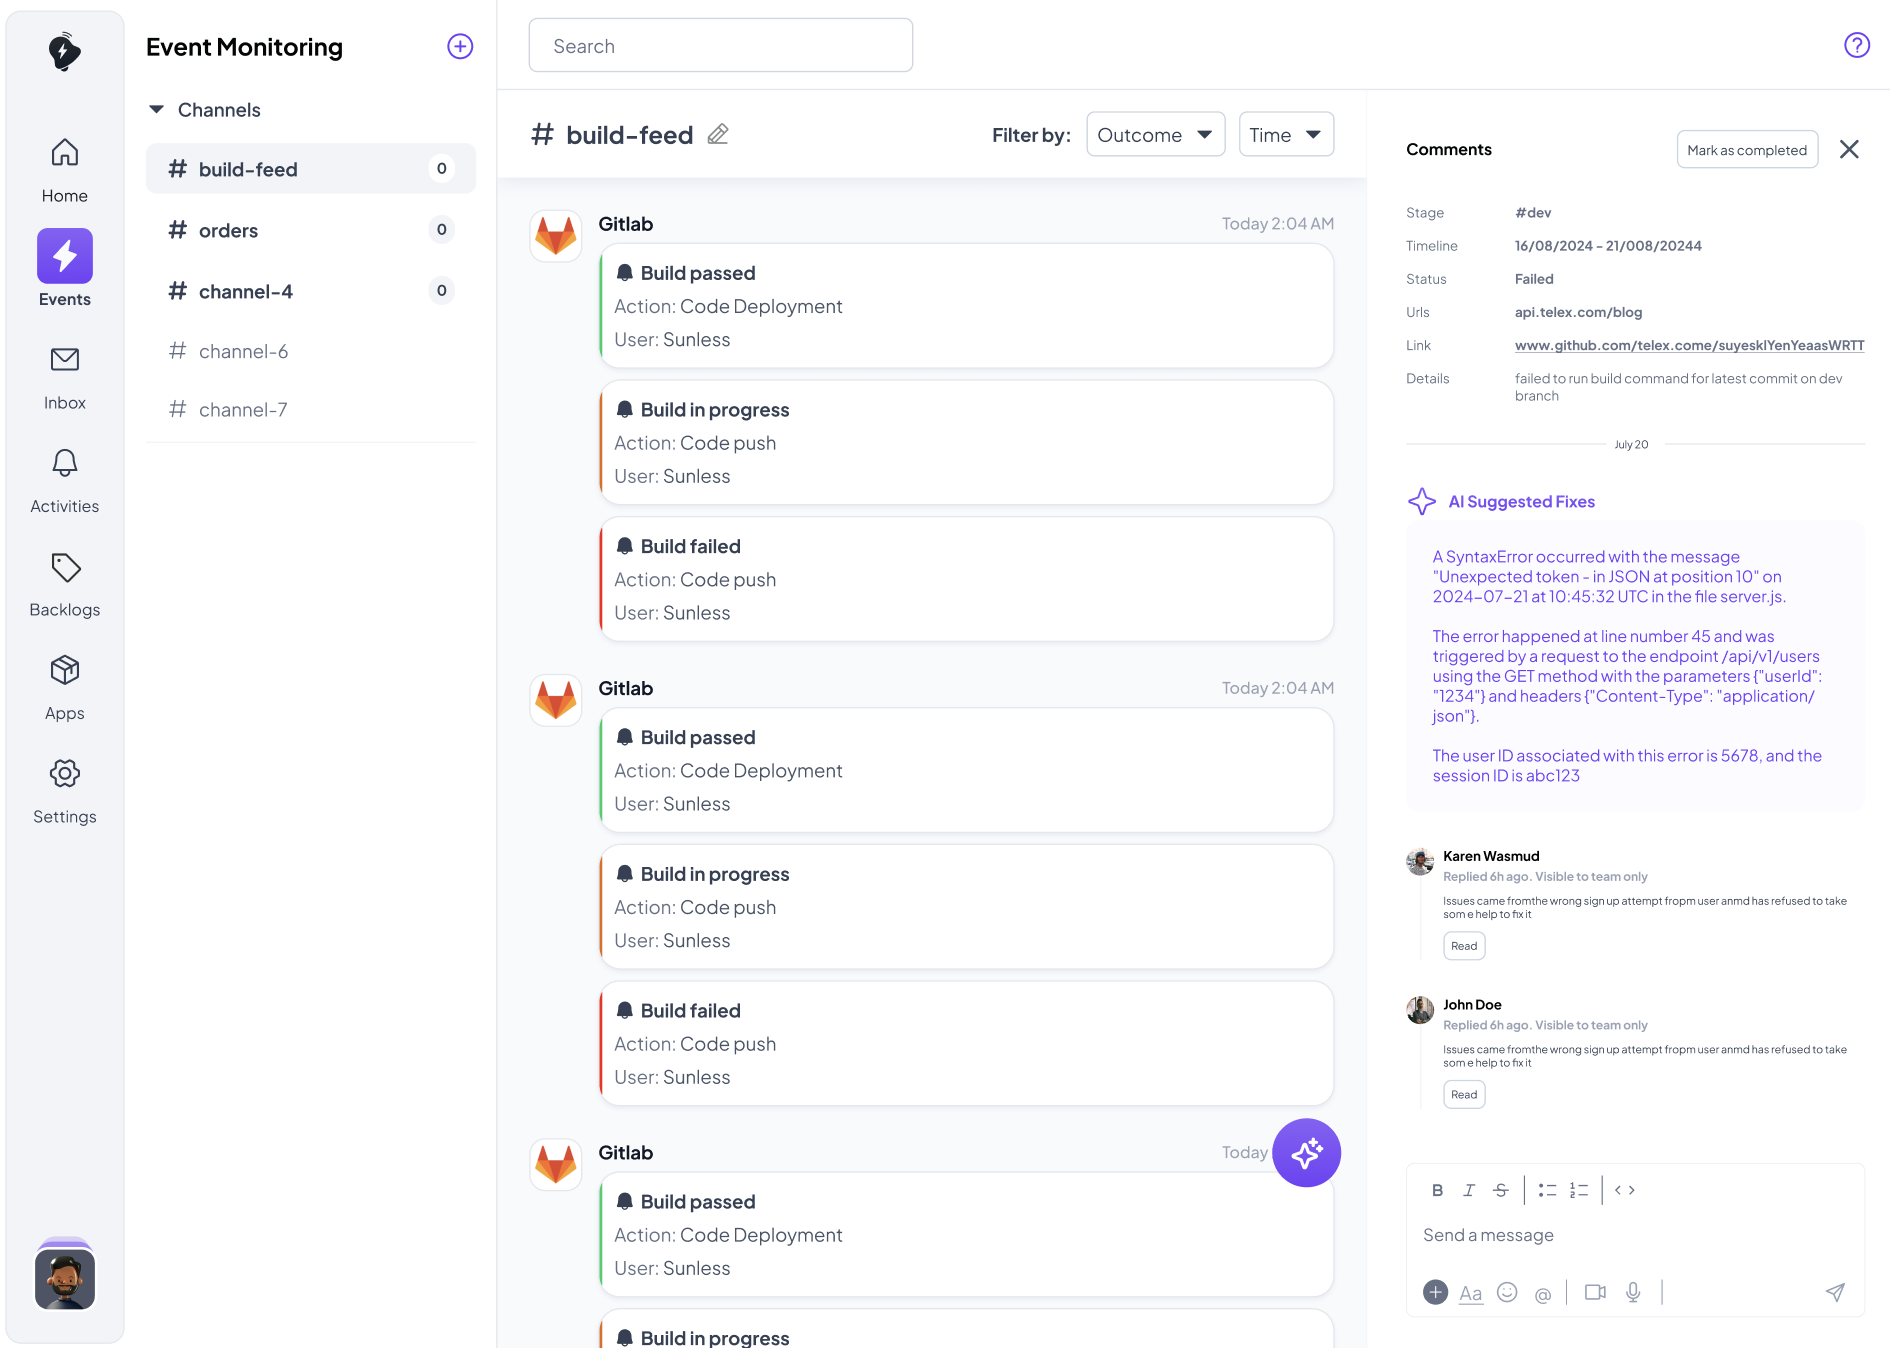 Home
Events
Inbox
Activities
Backlogs
Apps
Settings
Event Monitoring
Channels
# build-feed 0
# orders 0
# channel-4 0
# channel-6
# channel-7
Search
# build-feed
Filter by: Outcome Time
Gitlab Today 2:04 AM
Build passed
Action: Code Deployment
User: Sunless
Build in progress
Action: Code push
User: Sunless
Build failed
Action: Code push
User: Sunless
Gitlab Today 2:04 AM
Build passed
Action: Code Deployment
User: Sunless
Build in progress
Action: Code push
User: Sunless
Build failed
Action: Code push
User: Sunless
Gitlab Today
Build passed
Action: Code Deployment
User: Sunless
Build in progress
Comments Mark as completed
Stage #dev
Timeline 16/08/2024 - 21/008/20244
Status Failed
Urls api.telex.com/blog
Link www.github.com/telex.come/suyesklYenYeaasWRTT
Details failed to run build command for latest commit on dev
branch
July 20
AI Suggested Fixes
A SyntaxError occurred with the message
"Unexpected token - in JSON at position 10" on
2024-07-21 at 10:45:32 UTC in the file server.js.
The error happened at line number 45 and was
triggered by a request to the endpoint /api/v1/users
using the GET method with the parameters {"userId":
"1234"} and headers {"Content-Type": "application/
json"}.
The user ID associated with this error is 5678, and the
session ID is abc123
Karen Wasmud
Replied 6h ago. Visible to team only
Issues came fromthe wrong sign up attempt fropm user anmd has refused to take
som e help to fix it
Read
John Doe
Replied 6h ago. Visible to team only
Issues came fromthe wrong sign up attempt fropm user anmd has refused to take
som e help to fix it
Read
B I S
Send a message
Aa @